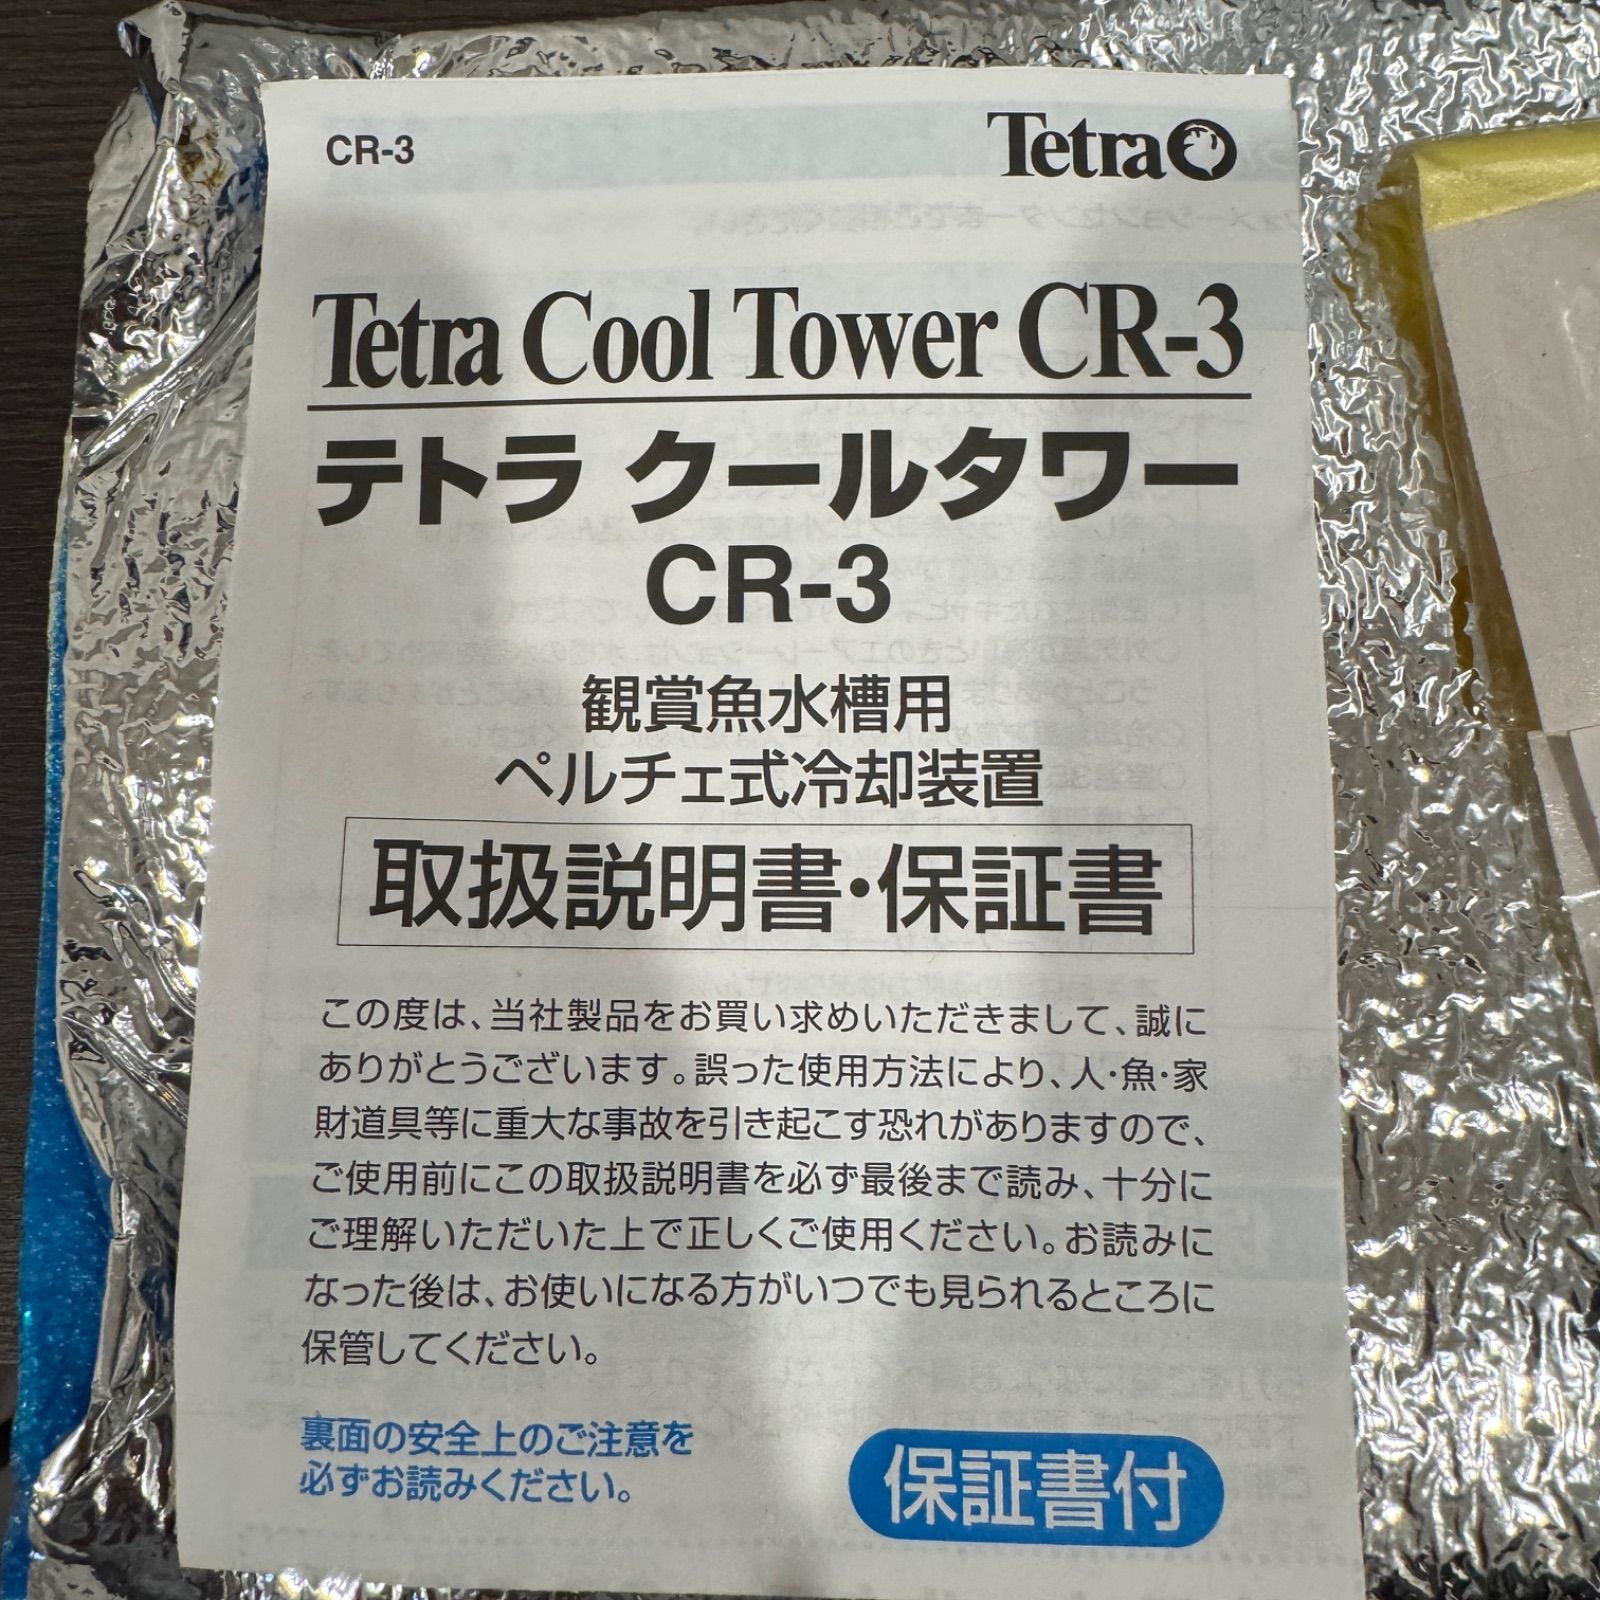 CR-3
Tetra
Tetra Cool Tower CR-3
テトラ クールタワー
CR-3
観賞魚水槽用
ペルチェ式冷却装置
取扱説明書・保証書
この度は、当社製品をお買い求めいただきまして、誠に
ありがとうございます。誤った使用方法により、人・魚・家
財道具等に重大な事故を引き起こす恐れがありますので、
ご使用前にこの取扱説明書を必ず最後まで読み、十分に
ご理解いただいた上で正しくご使用ください。お読みに
なった後は、お使いになる方がいつでも見られるところに
保管してください。
裏面の安全上のご注意を
必ずお読みください。
保証書付